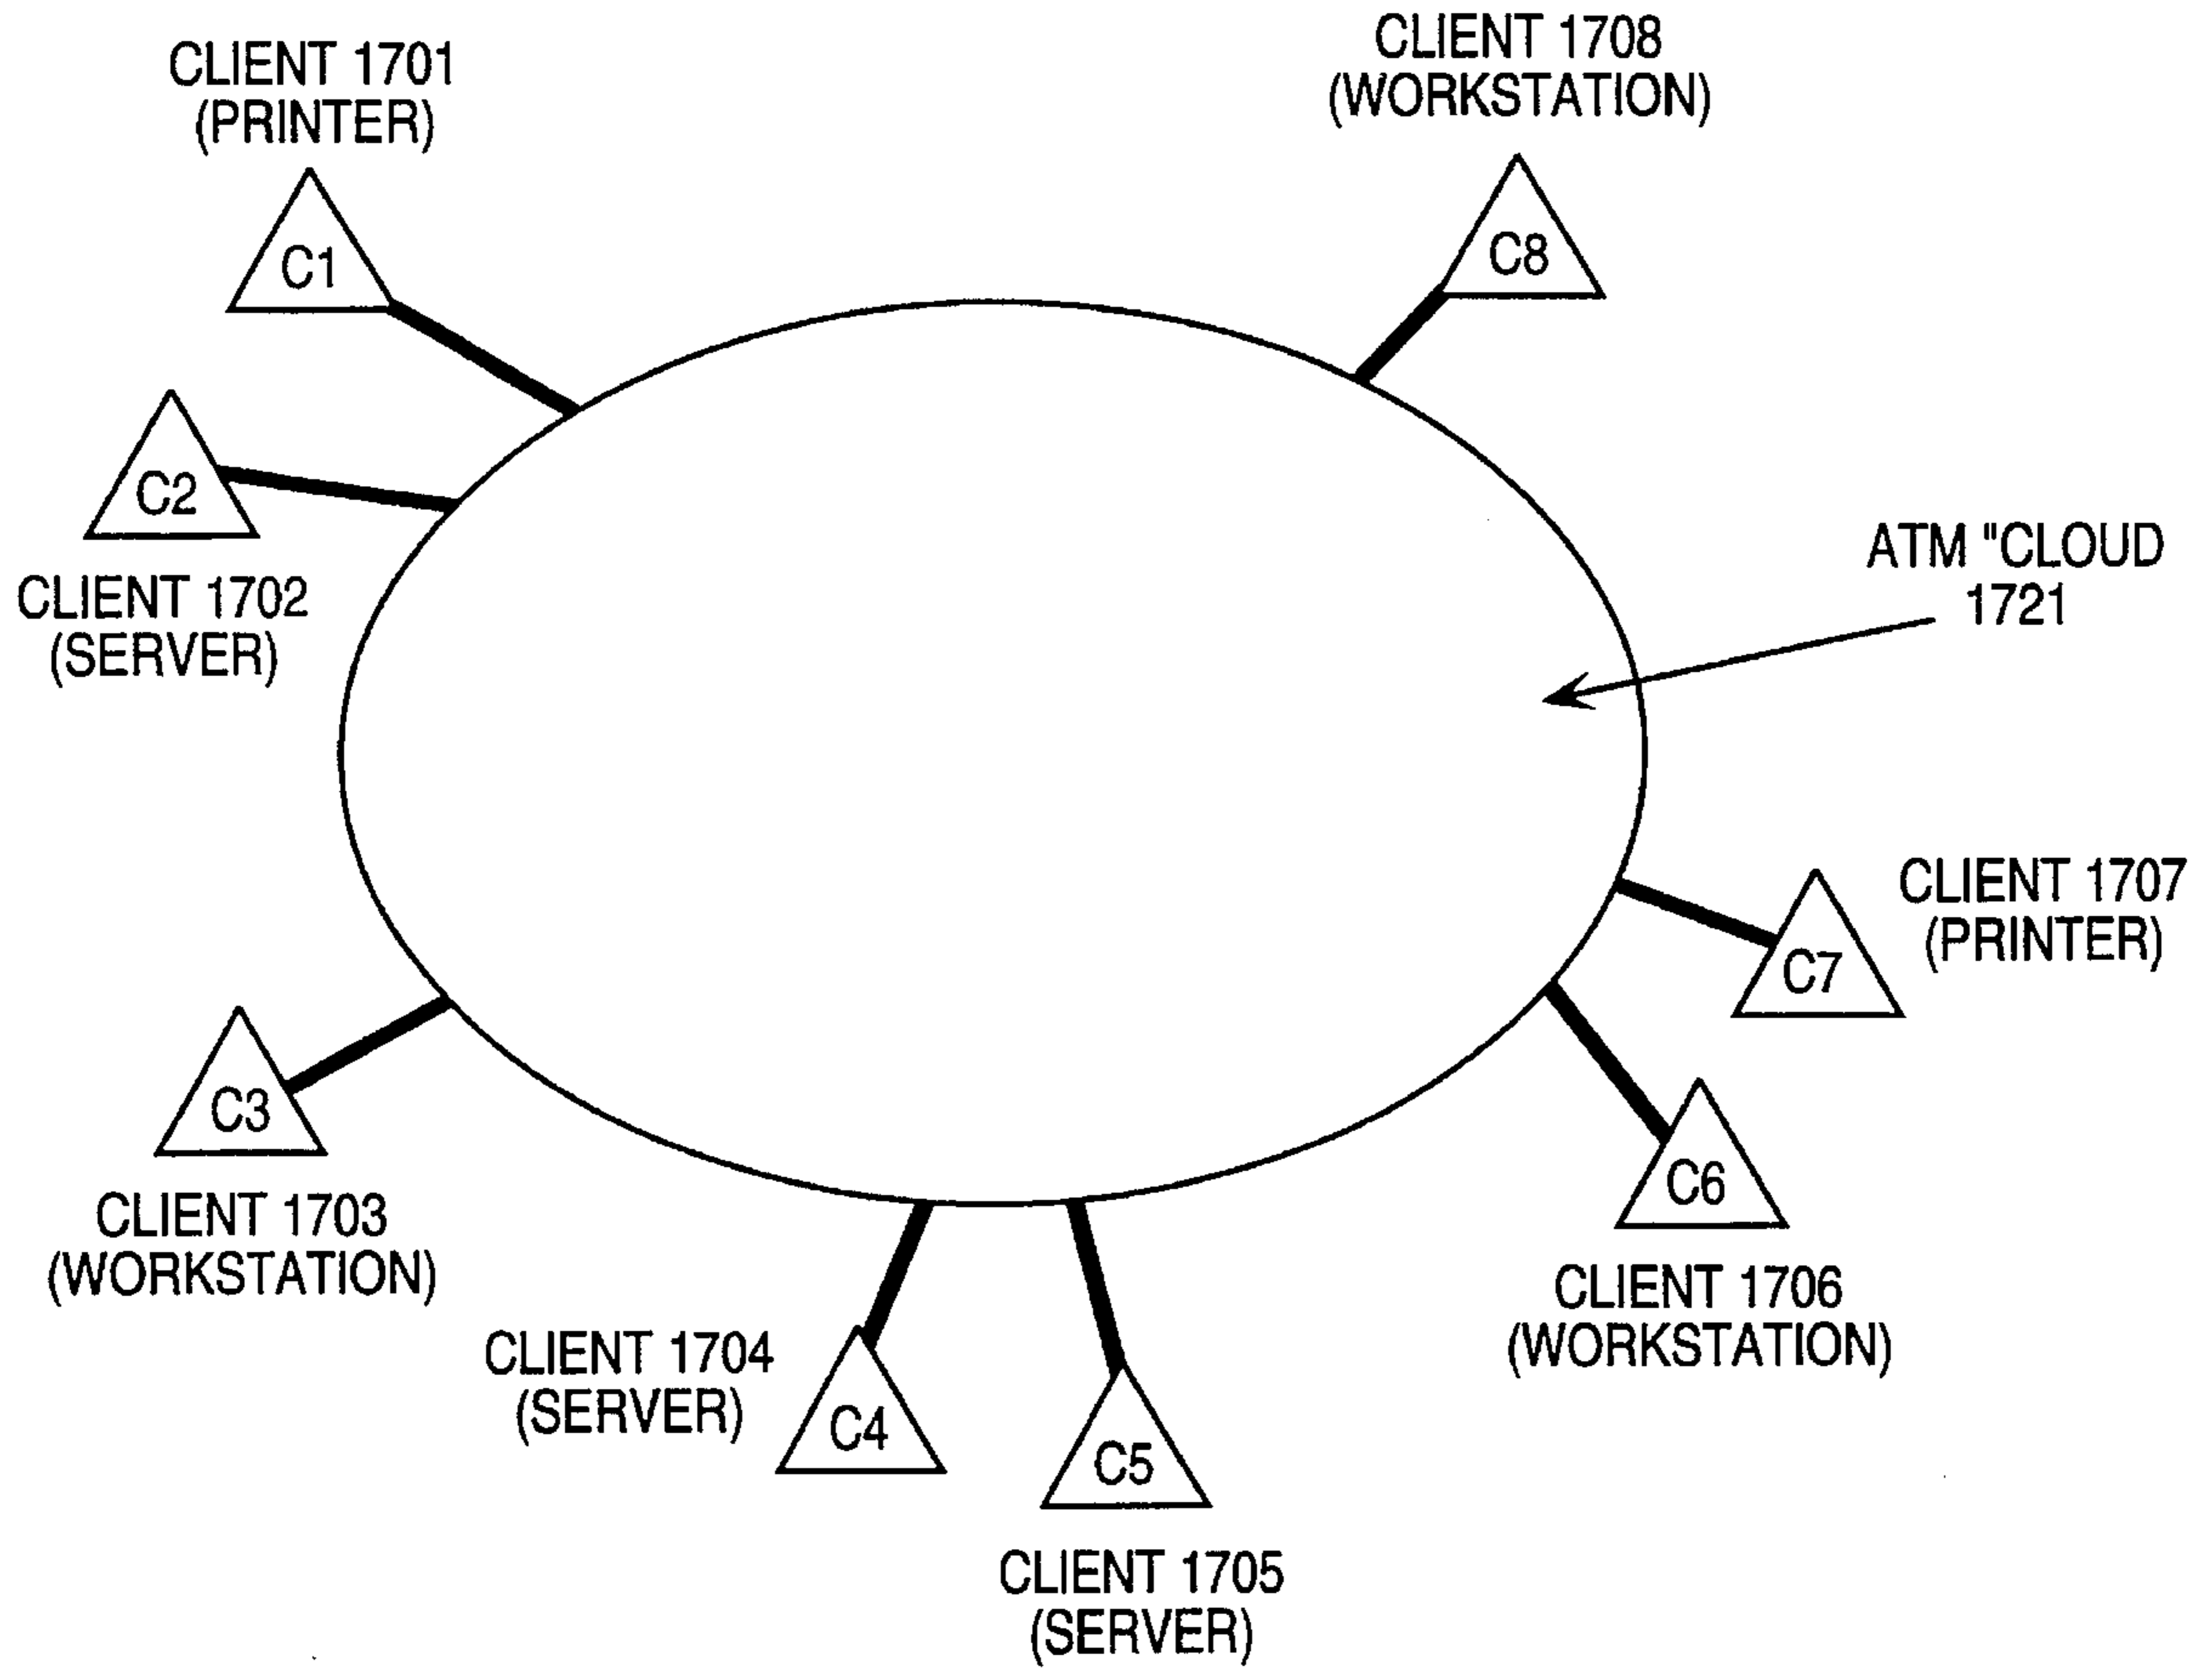 CLIENT 1701
(PRINTER)
C1
CLIENT 1708
(WORKSTATION)
C8
C2
CLIENT 1702
(SERVER)
ATM "CLOUD
1721
CLIENT 1707
(PRINTER)
C7
C3
CLIENT 1703
(WORKSTATION)
C6
CLIENT 1706
(WORKSTATION)
CLIENT 1704
(SERVER)
C4
C5
CLIENT 1705
(SERVER)